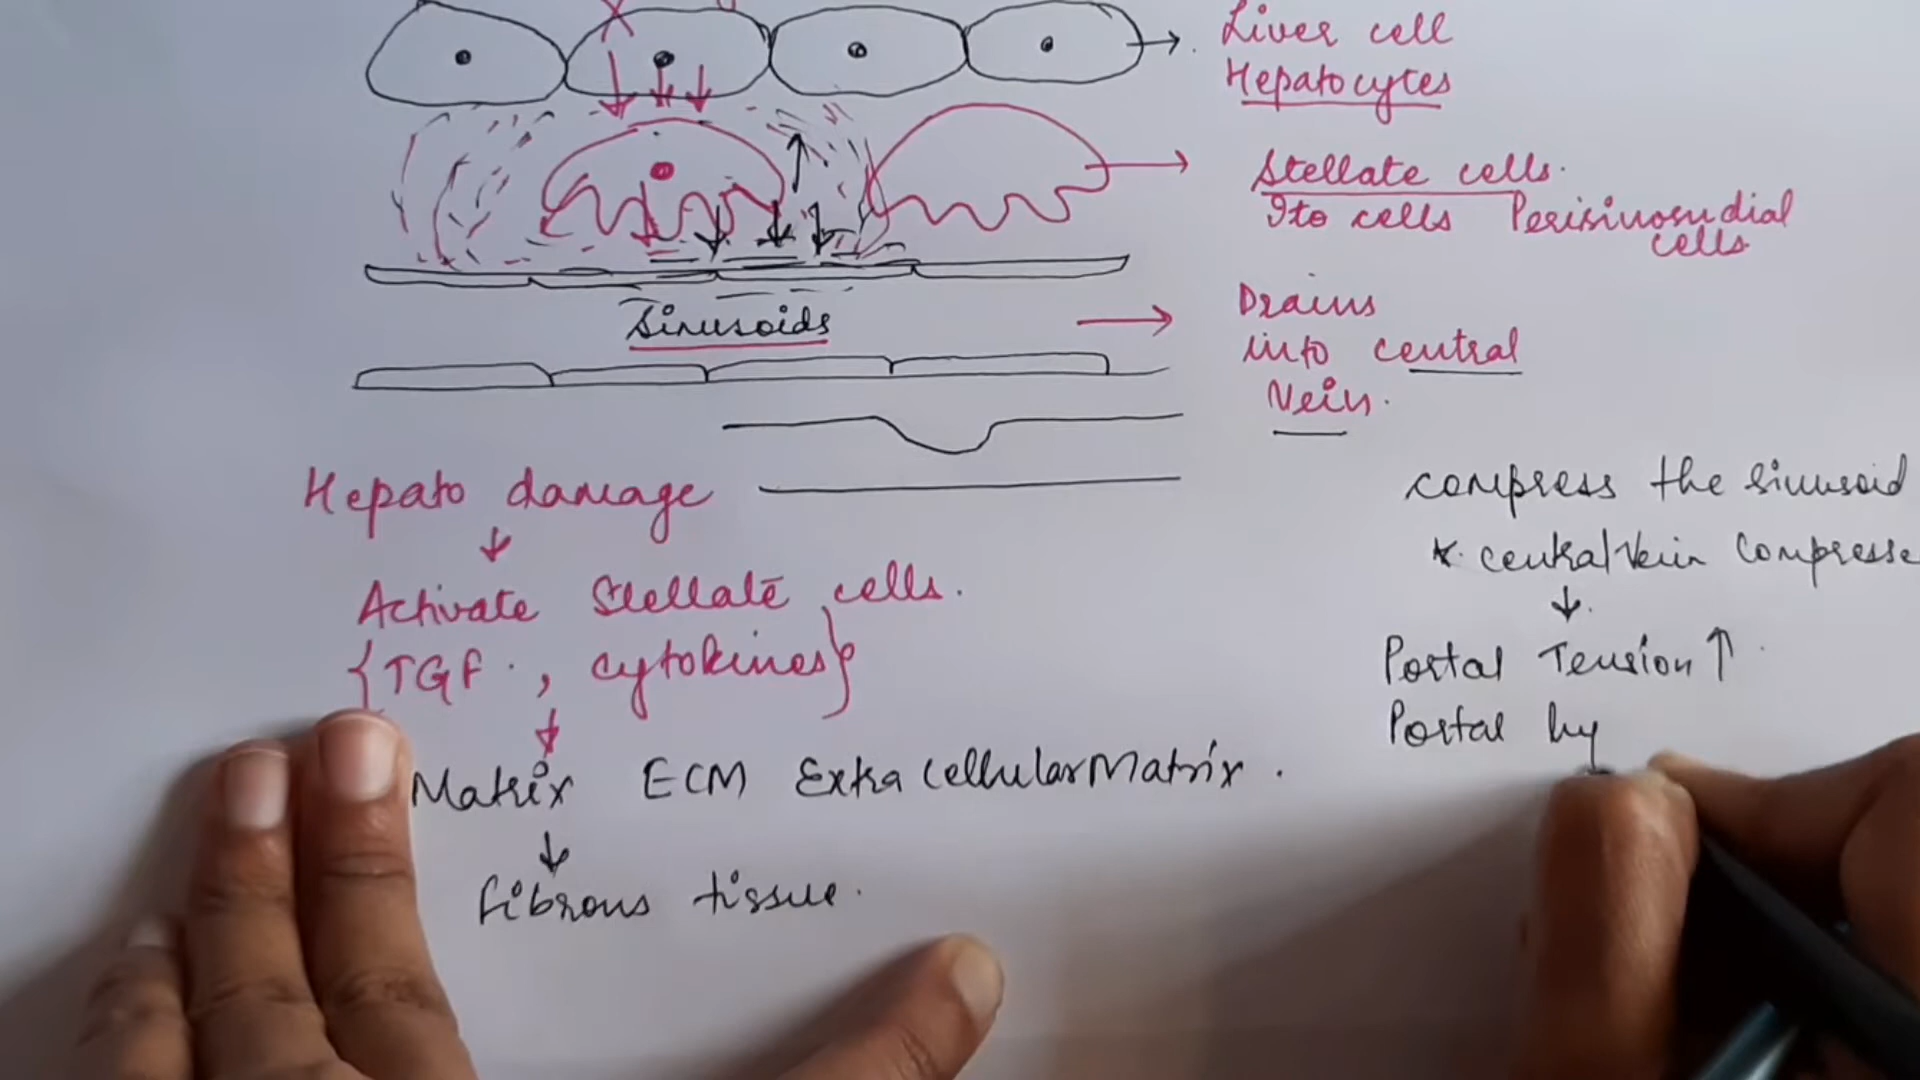 Liver cell
Hepatocytes
Stellate cells.
Ito cells Perisinosudial
cells
Sinusoids
Drains
into central
Vein.
Hepato damage
Activate Stellate cells.
{TGF , cytokines}
Matrix ECM Extra cellular Matrix .
fibrous tissue.
compress the sinusoid
* central Vein Compresse
Portal Tension ↑
Portal hy